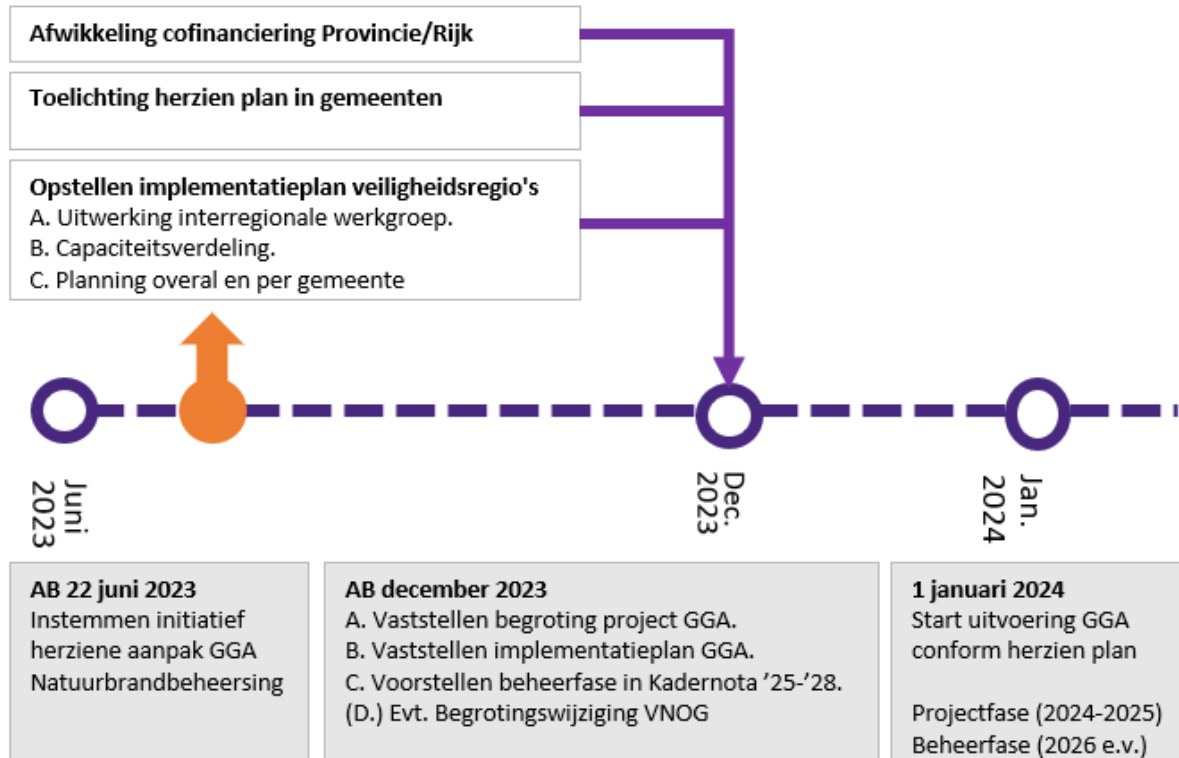 Afwikkeling cofinanciering Provincie/Rijk
Toelichting herzien plan in gemeenten
Opstellen implementatieplan veiligheidsregio's
A. Uitwerking interregionale werkgroep.
B. Capaciteitsverdeling.
C. Planning overal en per gemeente
Juni
2023
Dec.
2023
Jan.
2024
AB 22 juni 2023
Instemmen initiatief
herziene aanpak GGA
Natuurbrandbeheersing
AB december 2023
A. Vaststellen begroting project GGA.
B. Vaststellen implementatieplan GGA.
C. Voorstellen beheerfase in Kadernota ’25-’28.
(D.) Evt. Begrotingswijziging VNOG
1 januari 2024
Start uitvoering GGA
conform herzien plan
Projectfase (2024-2025)
Beheerfase (2026 e.v.)